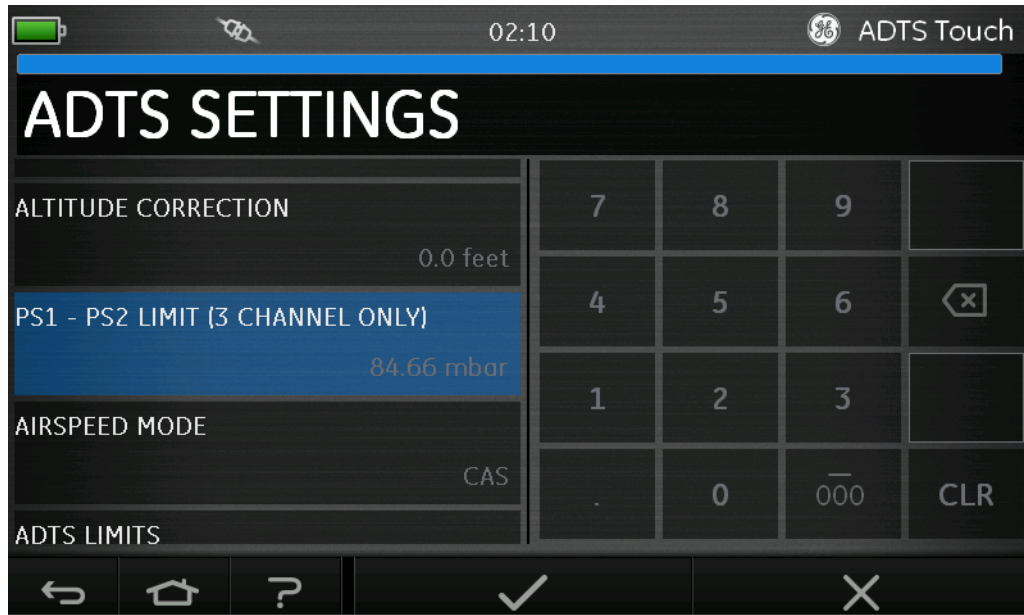 02:10
ADTS Touch
ADTS SETTINGS
ALTITUDE CORRECTION
0.0 feet
PS1 - PS2 LIMIT (3 CHANNEL ONLY)
84.66 mbar
AIRSPEED MODE
CAS
ADTS LIMITS
7 8 9
4 5 6
1 2 3
. 0 000 CLR
?